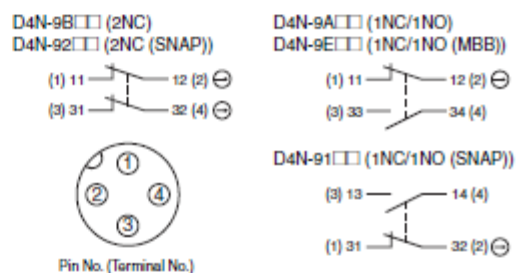 D4N-9B□□ (2NC)
D4N-92□□ (2NC (SNAP))
(1) 11 12 (2)
(3) 31 32 (4)
1
2 4
3
Pin No. (Terminal No.)
D4N-9A□□ (1NC/1NO)
D4N-9E□□ (1NC/1NO (MBB))
(1) 11 12 (2)
(3) 33 34 (4)
D4N-91□□ (1NC/1NO (SNAP))
(3) 13 14 (4)
(1) 31 32 (2)